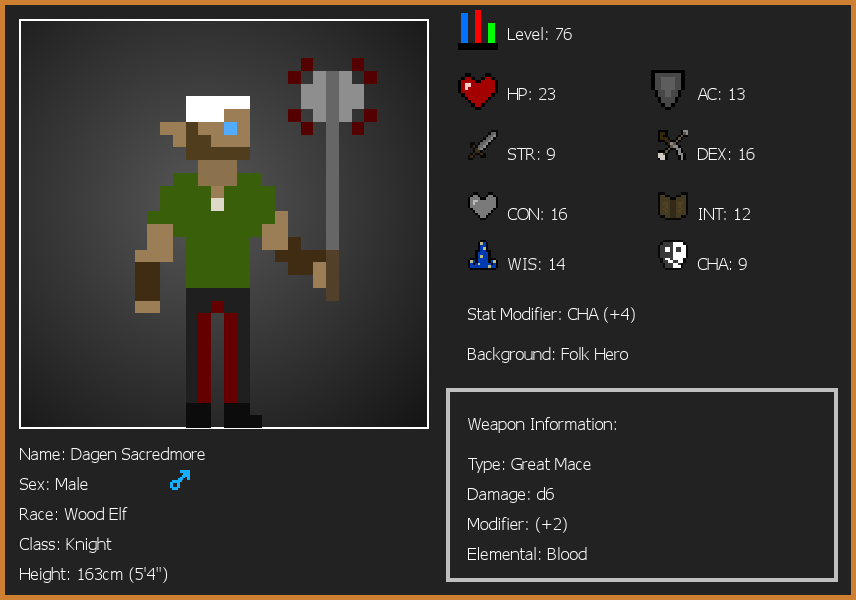 Level: 76
HP: 23
AC: 13
STR: 9
DEX: 16
CON: 16
INT: 12
WIS: 14
CHA: 9
Stat Modifier: CHA (+4)
Background: Folk Hero
Weapon Information:
Type: Great Mace
Damage: d6
Modifier: (+2)
Elemental: Blood
Name: Dagen Sacredmore
Sex: Male
Race: Wood Elf
Class: Knight
Height: 163cm (5'4")